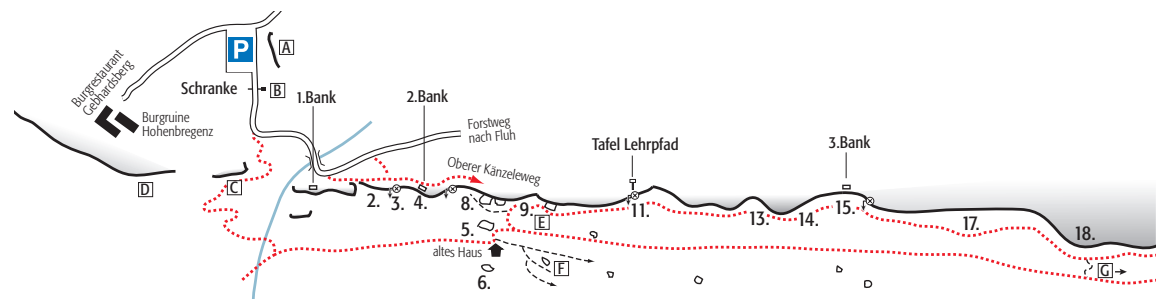 P
A
Burgrestaurant
Gebhardsberg
Schranke
B
1.Bank
2.Bank
Burgruine
Hohenbregenz
Forstweg
nach Fluh
Tafel Lehrpfad
3.Bank
Oberer Känzeleweg
D
C
2.
3.
4.
8.
9.
E
11.
13.
14.
15.
17.
18.
5.
altes Haus
6.
F
G